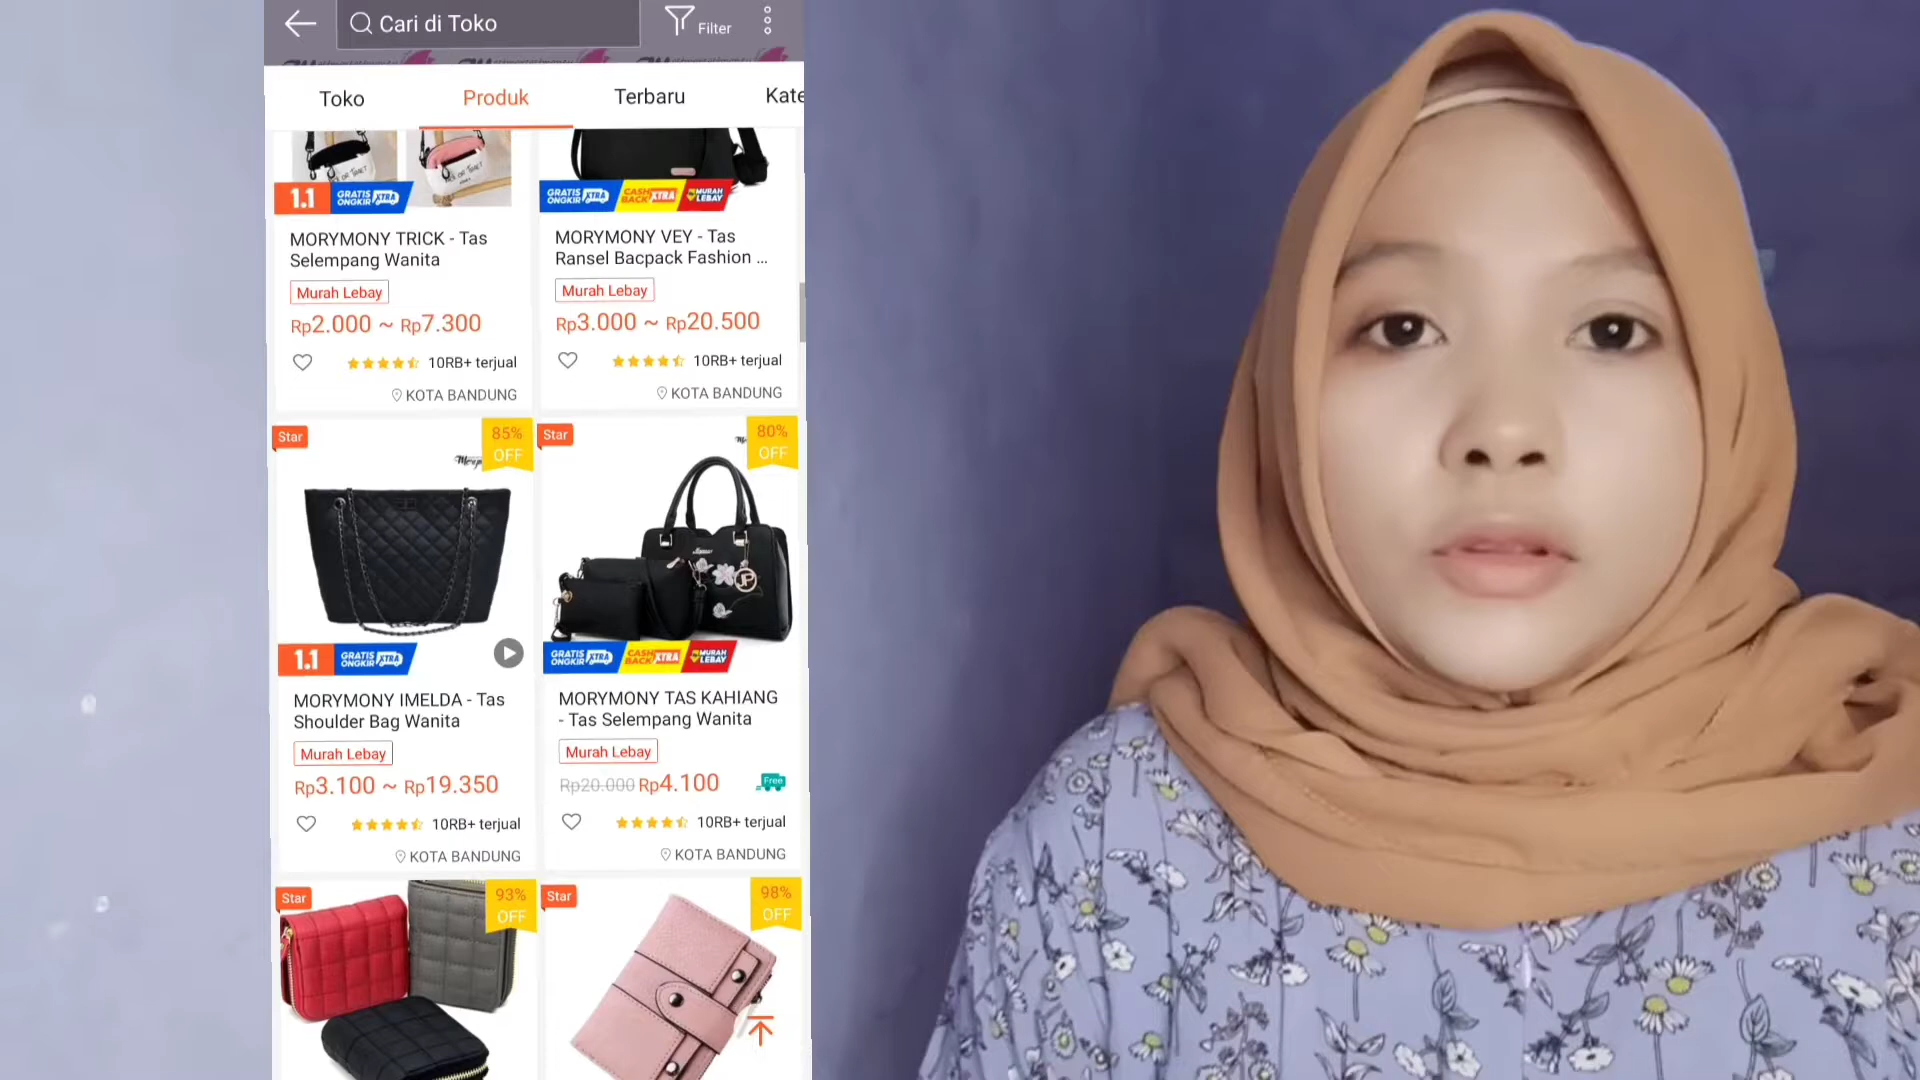 Cari di Toko
Filter
Toko
Produk
Terbaru
Kate
1.1
GRATIS ONGKIR XTRA
GRATIS ONGKIR XTRA
CASH BACK XTRA
MURAH LEBAY
MORYMONY TRICK - Tas
Selempang Wanita
Murah Lebay
Rp2.000 ~ Rp7.300
10RB+ terjual
KOTA BANDUNG
MORYMONY VEY - Tas
Ransel Bacpack Fashion ...
Murah Lebay
Rp3.000 ~ Rp20.500
10RB+ terjual
KOTA BANDUNG
Star
85%
OFF
1.1
GRATIS ONGKIR XTRA
MORYMONY IMELDA - Tas
Shoulder Bag Wanita
Murah Lebay
Rp3.100 ~ Rp19.350
10RB+ terjual
KOTA BANDUNG
Star
80%
OFF
JP
GRATIS ONGKIR XTRA
CASH BACK XTRA
MURAH LEBAY
MORYMONY TAS KAHIANG
- Tas Selempang Wanita
Murah Lebay
Rp20.000 Rp4.100
Free
10RB+ terjual
KOTA BANDUNG
Star
93%
OFF
Star
98%
OFF